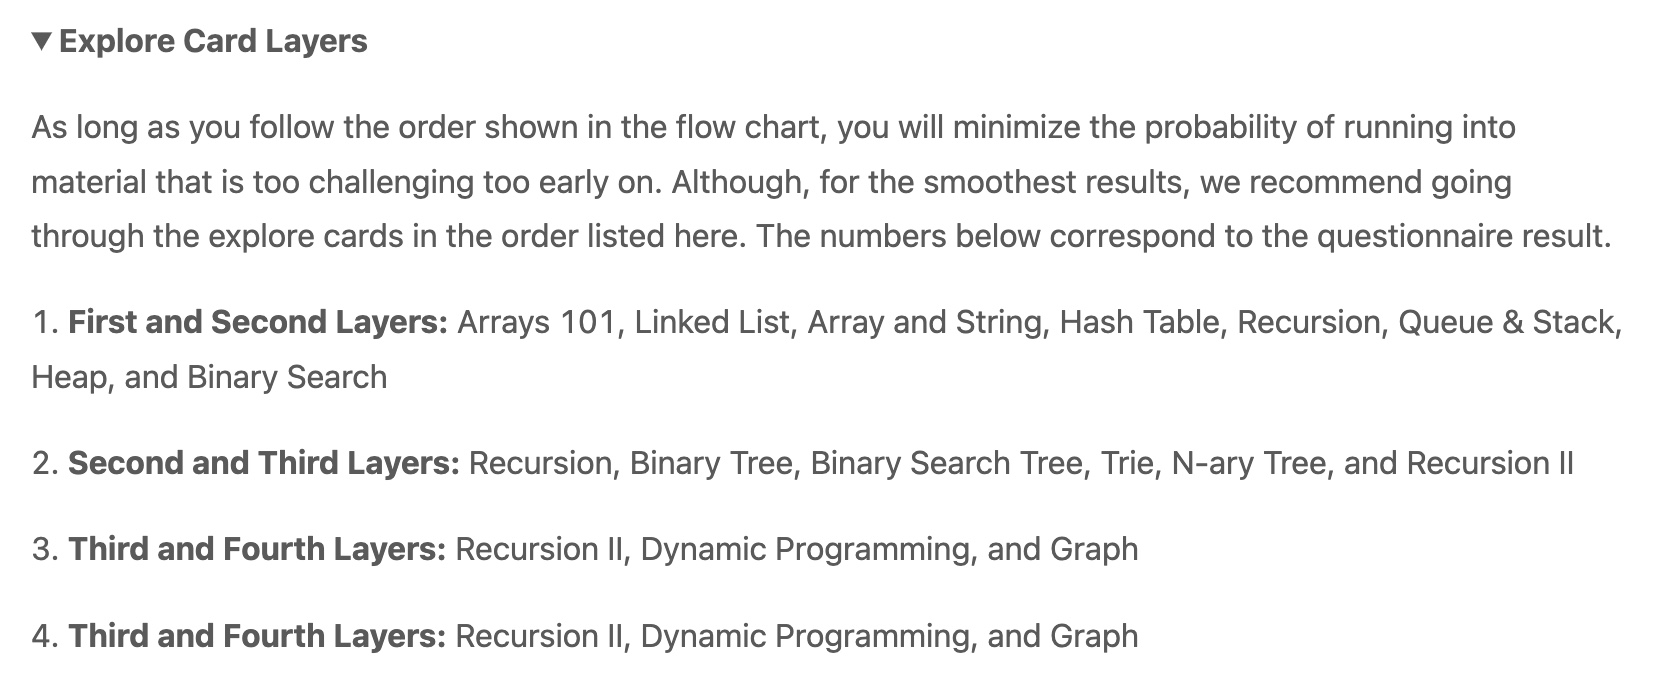 ▼ Explore Card Layers
As long as you follow the order shown in the flow chart, you will minimize the probability of running into
material that is too challenging too early on. Although, for the smoothest results, we recommend going
through the explore cards in the order listed here. The numbers below correspond to the questionnaire result.
1. First and Second Layers: Arrays 101, Linked List, Array and String, Hash Table, Recursion, Queue & Stack,
Heap, and Binary Search
2. Second and Third Layers: Recursion, Binary Tree, Binary Search Tree, Trie, N-ary Tree, and Recursion II
3. Third and Fourth Layers: Recursion II, Dynamic Programming, and Graph
4. Third and Fourth Layers: Recursion II, Dynamic Programming, and Graph